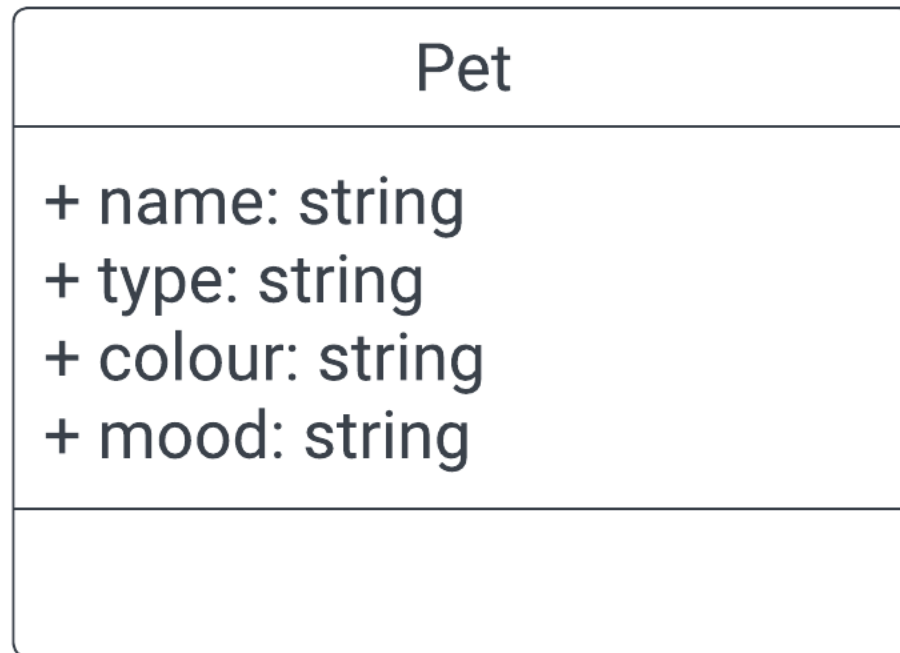 Pet
+ name: string
+ type: string
+ colour: string
+ mood: string